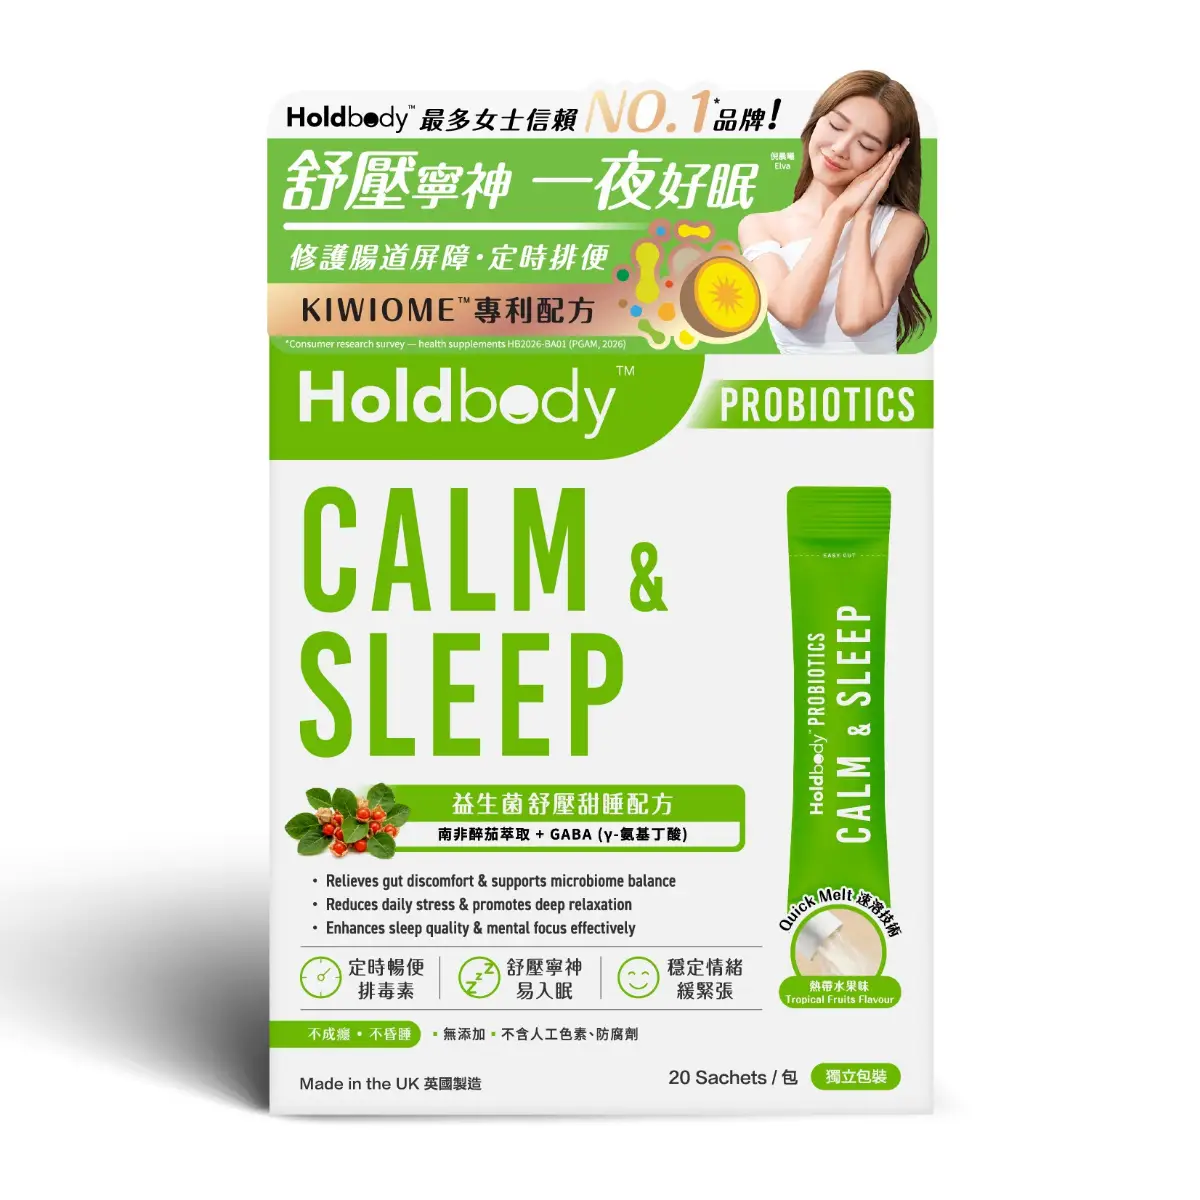 Holdbody™ 最多女士信賴 NO.1*品牌!
舒壓寧神 一夜好眠
倪晨曦
Elva
修護腸道屏障·定時排便
KIWIOME™專利配方
*Consumer research survey — health supplements HB2026-BA01 (PGAM, 2026)
Holdbody™
PROBIOTICS
CALM &
SLEEP
EASY CUT
Holdbody™ PROBIOTICS
CALM & SLEEP
益生菌舒壓甜睡配方
南非醉茄萃取 + GABA (γ-氨基丁酸)
• Relieves gut discomfort & supports microbiome balance
• Reduces daily stress & promotes deep relaxation
• Enhances sleep quality & mental focus effectively
Quick Melt 速溶技術
熱帶水果味
Tropical Fruits Flavour
定時暢便
排毒素
舒壓寧神
易入眠
穩定情緒
緩緊張
不成癮 • 不昏睡 • 無添加 • 不含人工色素、防腐劑
Made in the UK 英國製造
20 Sachets / 包 獨立包裝